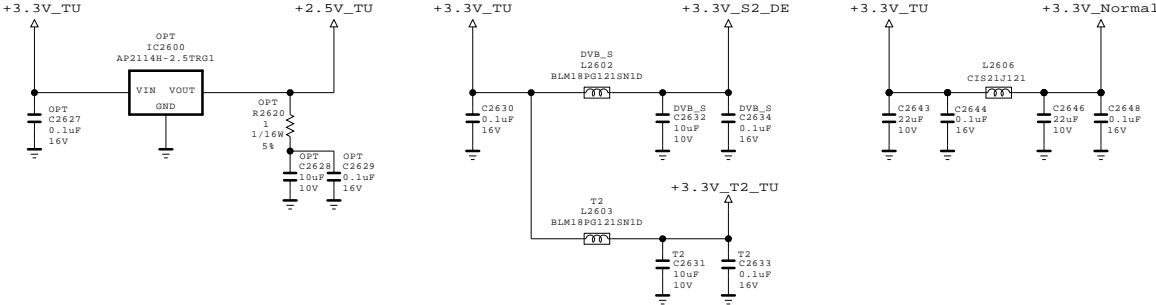 +3.3V_TU
+2.5V_TU
OPT
IC2600
AP2114H-2.5TRG1
VIN VOUT
GND
OPT
C2627
0.1uF
16V
OPT
R2620
1
1/16W
5%
OPT
C2628
10uF
10V
OPT
C2629
0.1uF
16V
+3.3V_TU
+3.3V_S2_DE
DVB_S
L2602
BLM18PG121SN1D
C2630
0.1uF
16V
DVB_S
C2632
10uF
10V
DVB_S
C2634
0.1uF
16V
+3.3V_T2_TU
T2
L2603
BLM18PG121SN1D
T2
C2631
10uF
10V
T2
C2633
0.1uF
16V
+3.3V_TU
+3.3V_Normal
L2606
CIS21J121
C2643
22uF
10V
C2644
0.1uF
16V
C2646
22uF
10V
C2648
0.1uF
16V